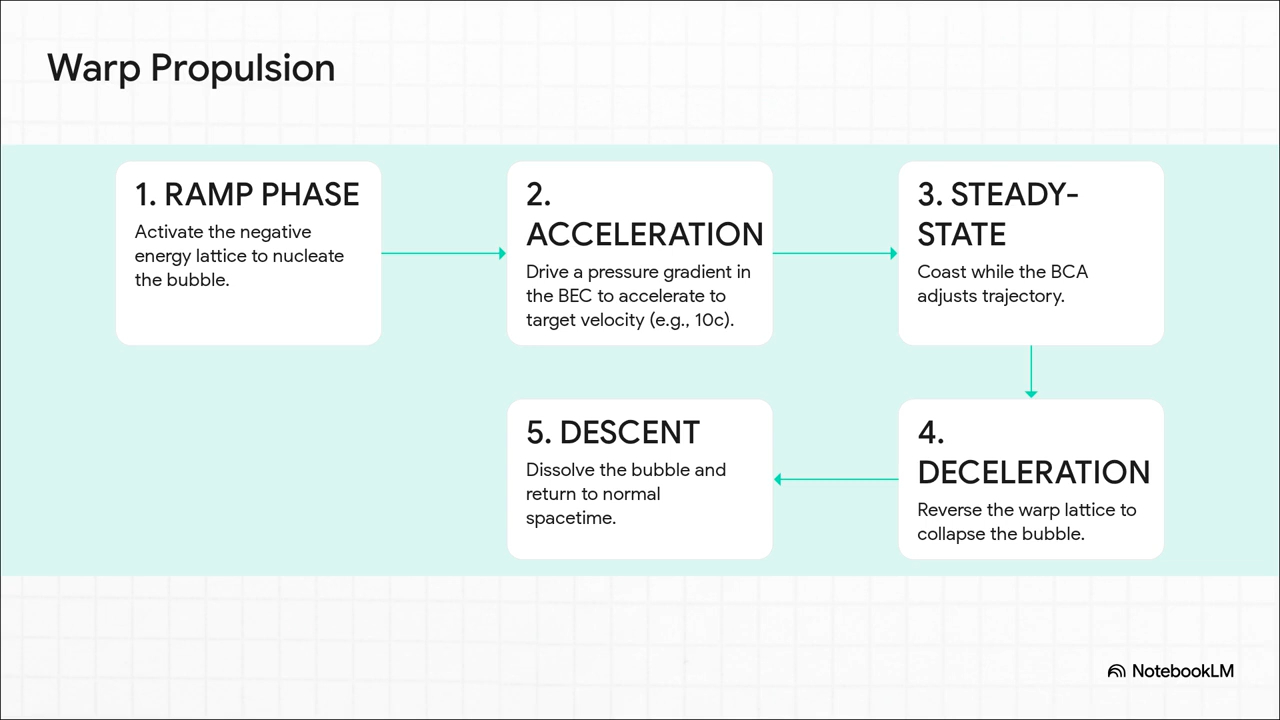 Warp Propulsion
1. RAMP PHASE
Activate the negative
energy lattice to nucleate
the bubble.
2.
ACCELERATION
Drive a pressure gradient in
the BEC to accelerate to
target velocity (e.g., 10c).
3. STEADY-
STATE
Coast while the BCA
adjusts trajectory.
4.
DECELERATION
Reverse the warp lattice to
collapse the bubble.
5. DESCENT
Dissolve the bubble and
return to normal
spacetime.
NotebookLM